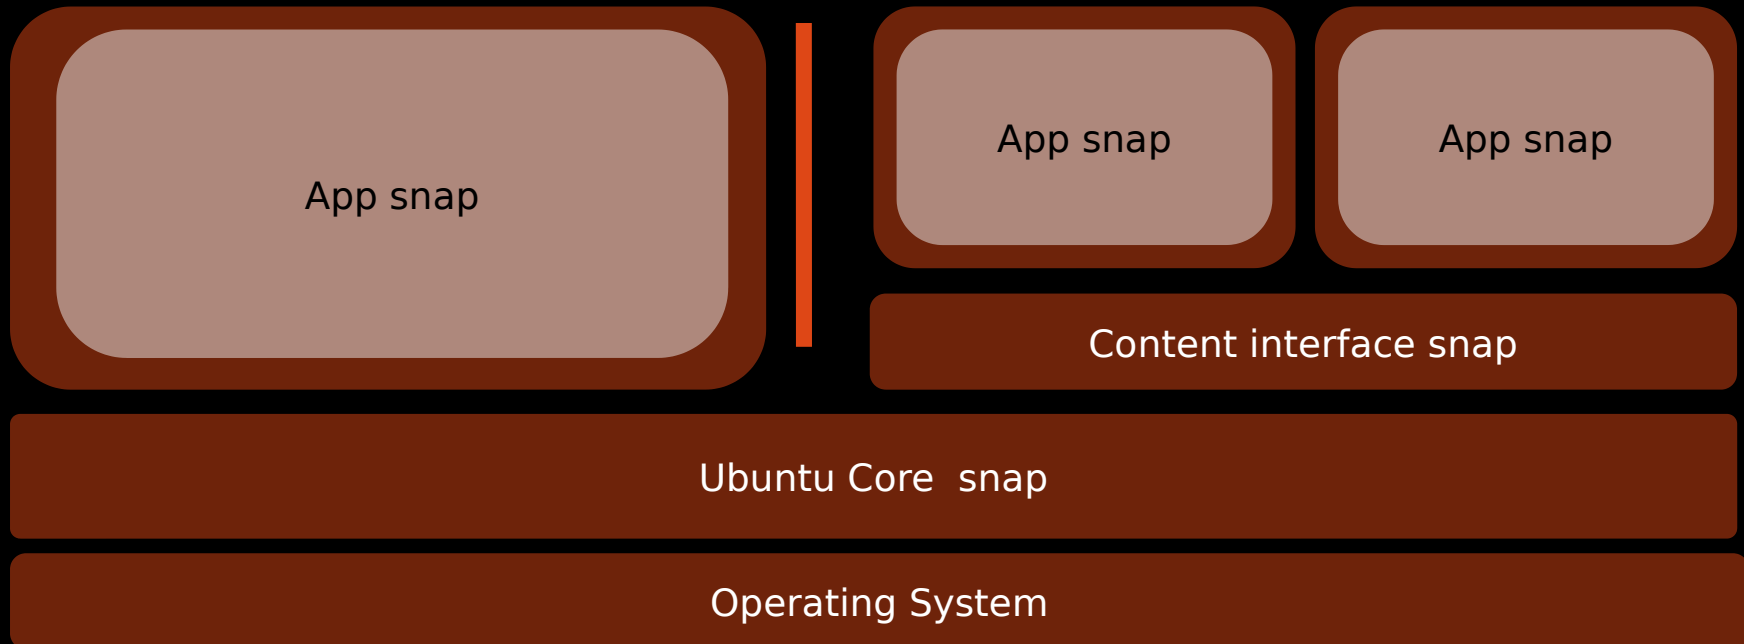 App snap
App snap
App snap
Content interface snap
Ubuntu Core  snap
Operating System